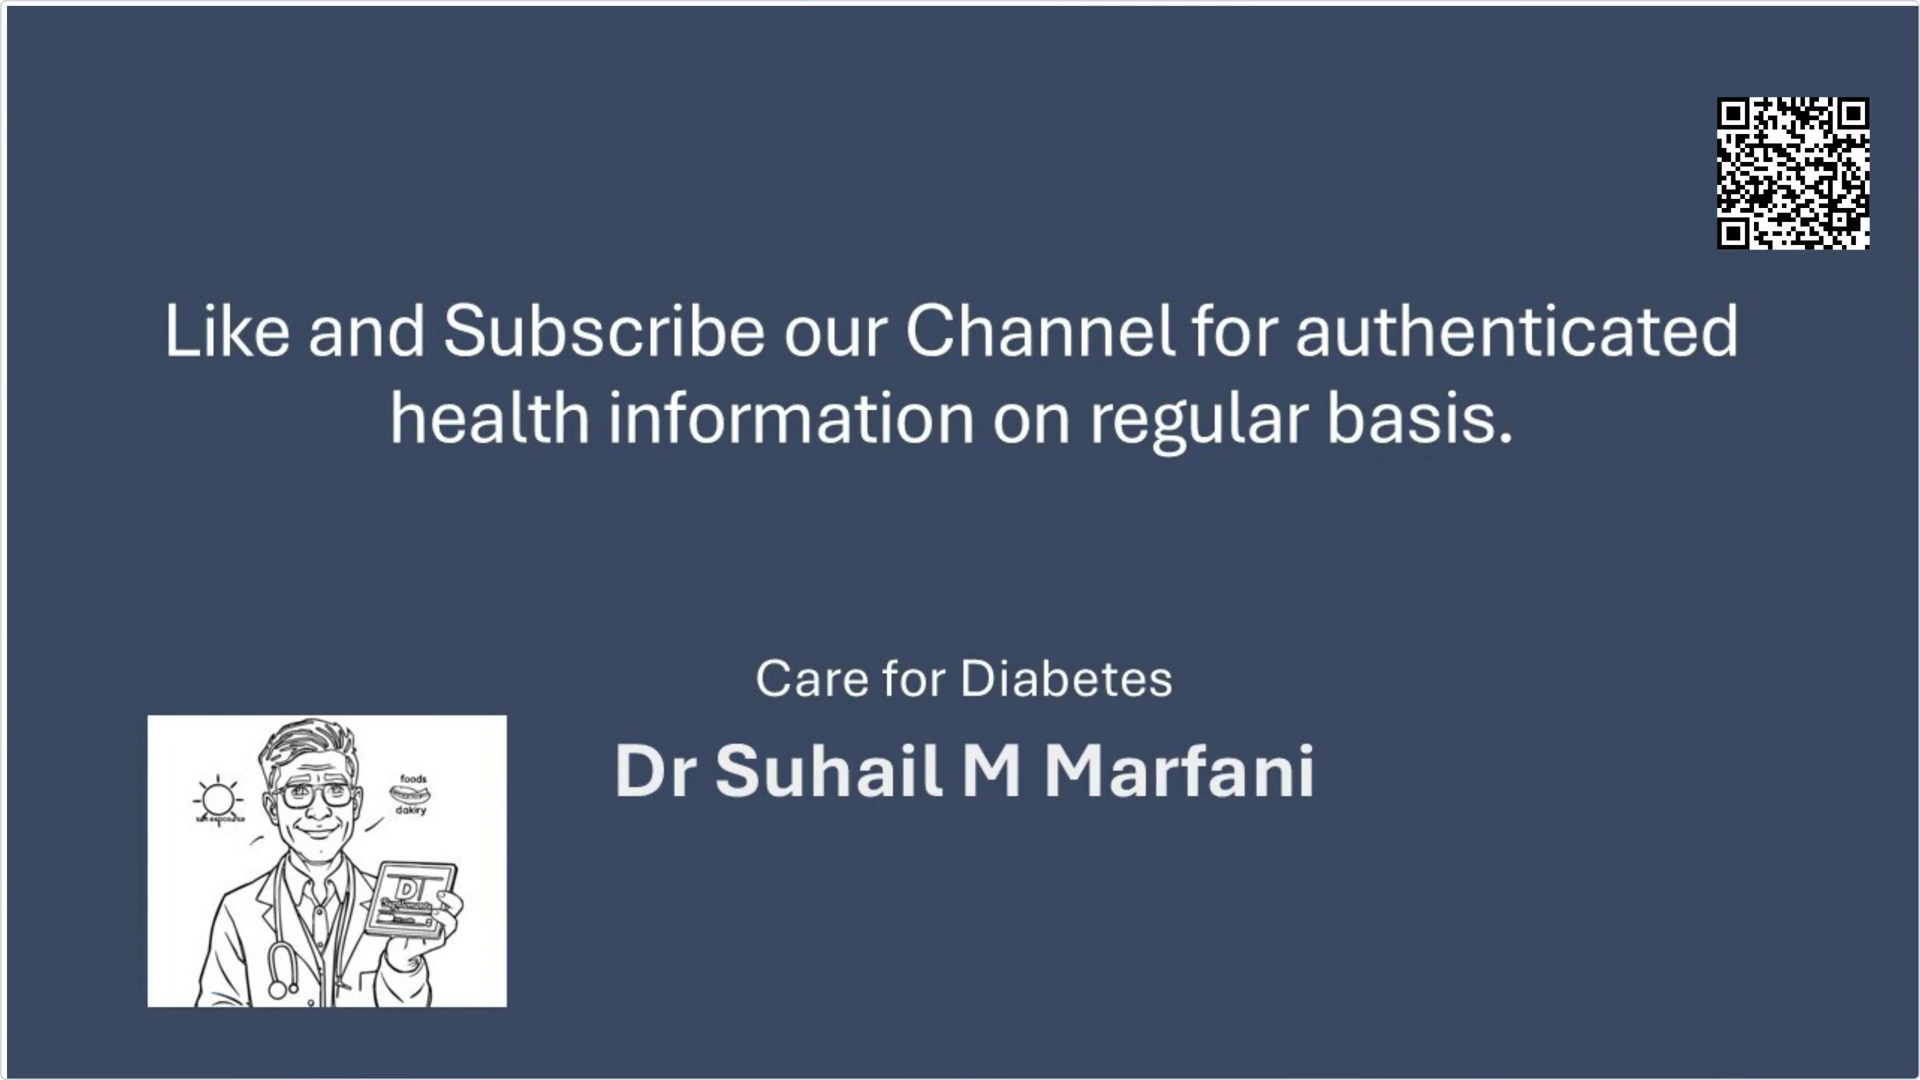 Like and Subscribe our Channel for authenticated
health information on regular basis.
Care for Diabetes
Dr Suhail M Marfani
foods
dakiry
D